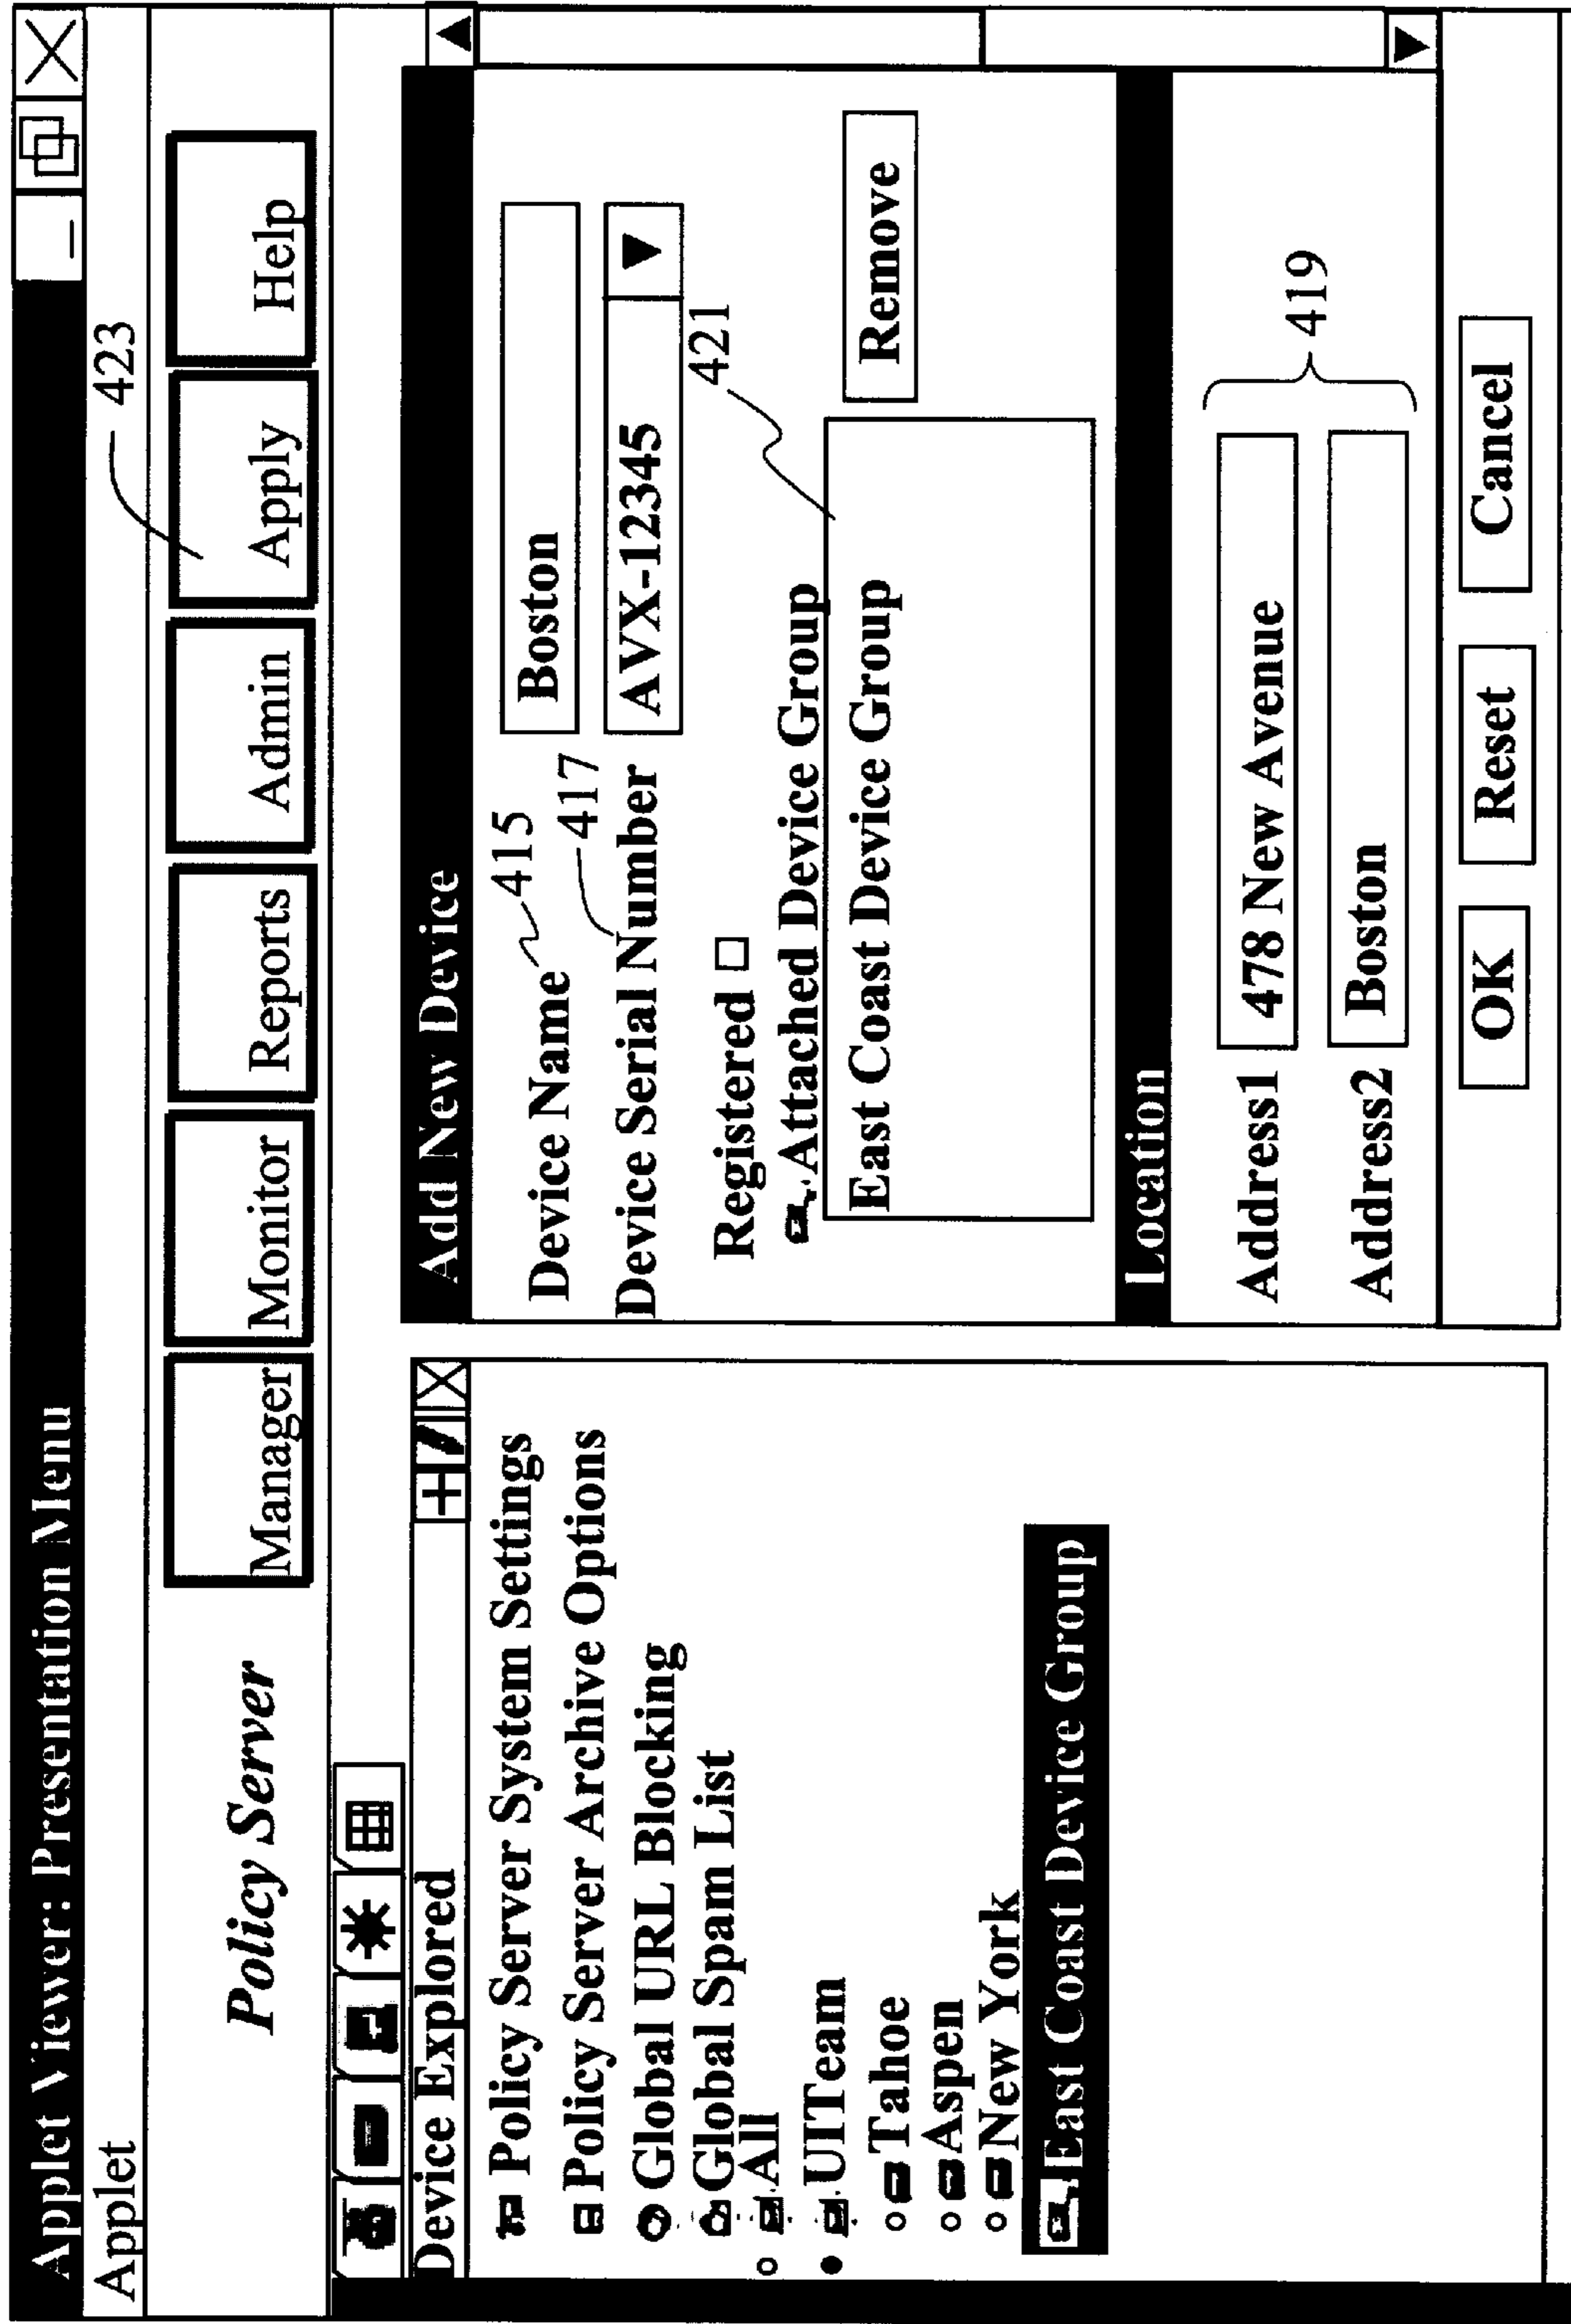 Applet Viewer: Presentation Menu
Applet
423
Policy Server
Manager
Monitor
Reports
Admin
Apply
Help
Device Explored
Policy Server System Settings
Policy Server Archive Options
Global URL Blocking
Global Spam List
All
UITeam
Tahoe
Aspen
New York
East Coast Device Group
Add New Device
Device Name 415 Boston
Device Serial Number 417 AVX-12345
Registered
421
Attached Device Group
East Coast Device Group
Remove
Location
Address1 478 New Avenue
Address2 Boston
419
OK Reset Cancel